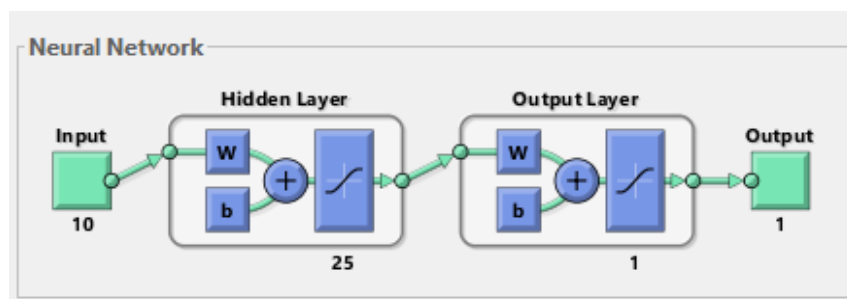 Neural Network
Hidden Layer
Output Layer
Input
Output
W
b
+
W
b
+
10
25
1
1